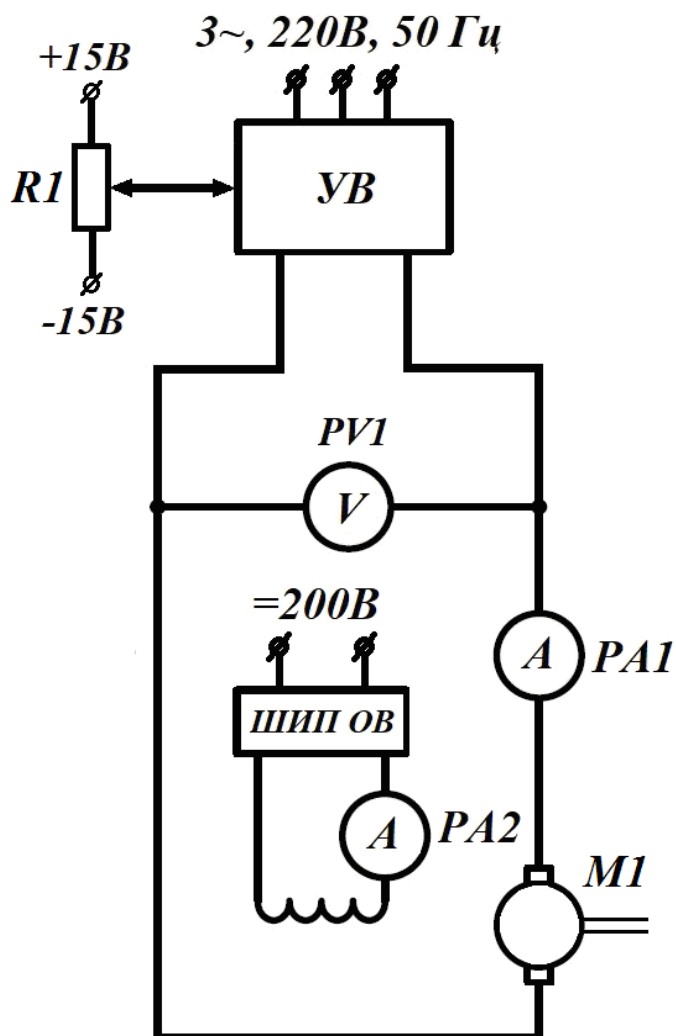 3~, 220В, 50 Гц
+15В
R1
УВ
-15В
PV1
V
=200В
A
PA1
ШИП ОВ
A
PA2
M1